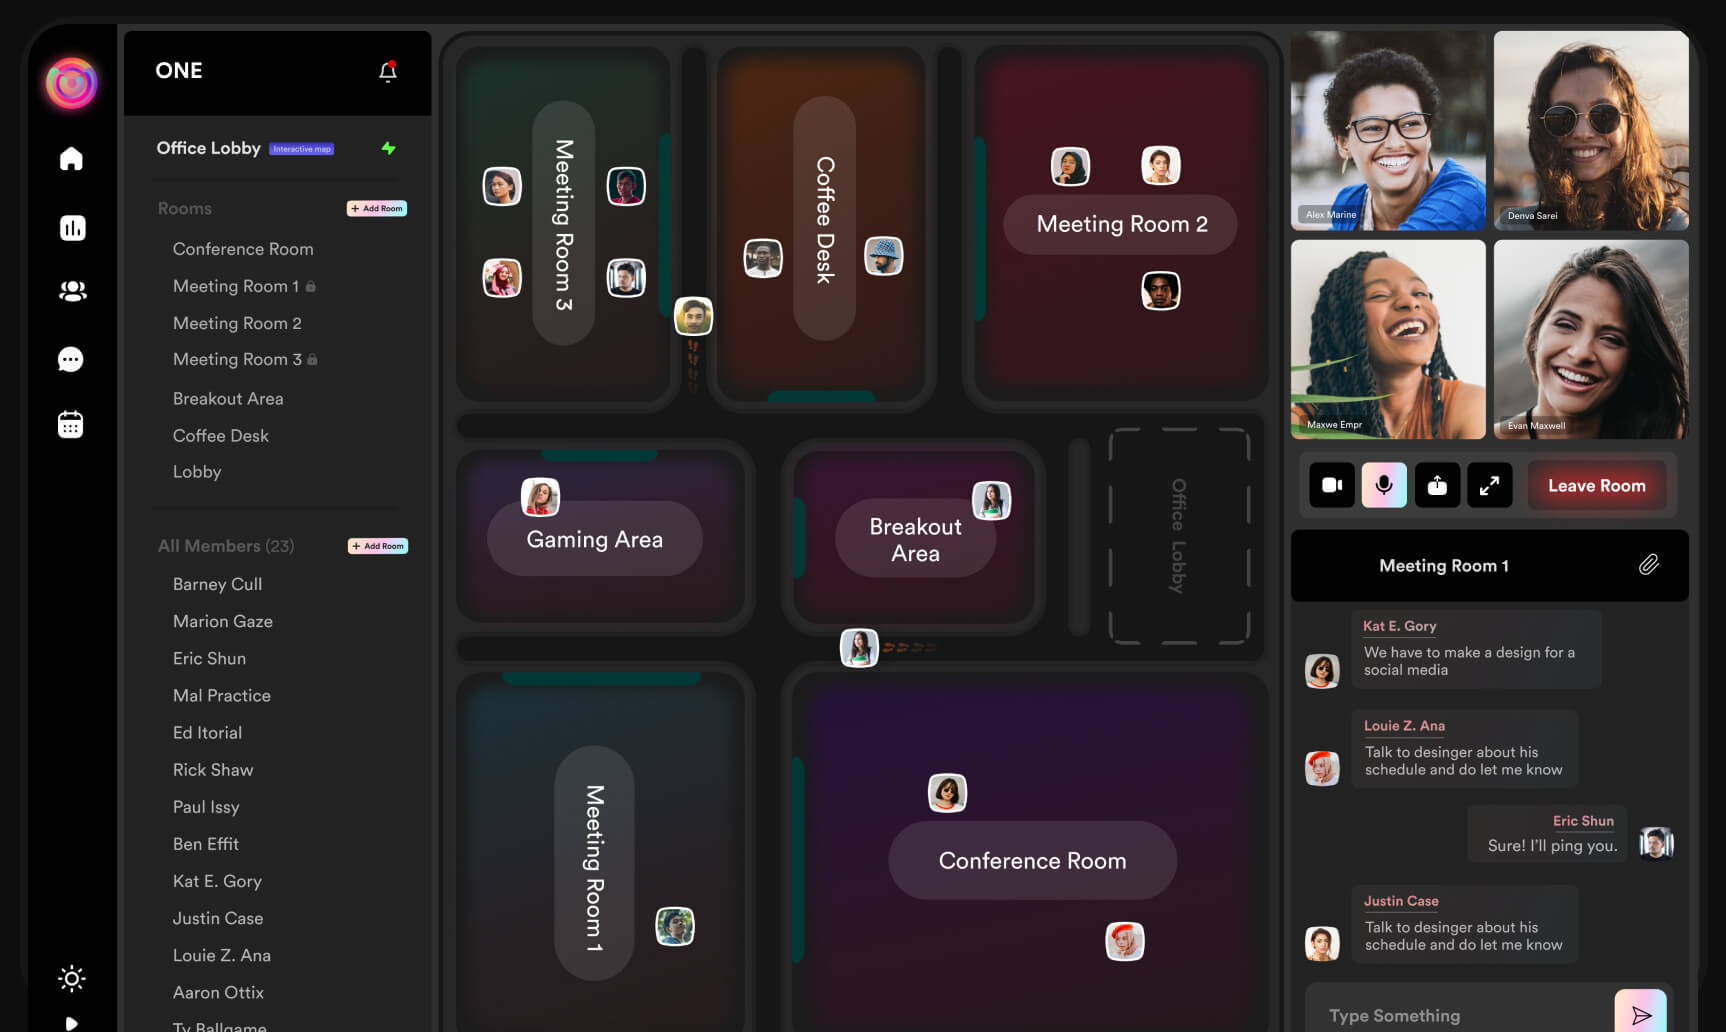 ONE
Office Lobby
Interactive map
Rooms
+ Add Room
Conference Room
Meeting Room 1
Meeting Room 2
Meeting Room 3
Breakout Area
Coffee Desk
Lobby
All Members (23)
+ Add Room
Barney Cull
Marion Gaze
Eric Shun
Mal Practice
Ed Itorial
Rick Shaw
Paul Issy
Ben Effit
Kat E. Gory
Justin Case
Louie Z. Ana
Aaron Ottix
Ty Ballgame
Meeting Room 3
Coffee Desk
Meeting Room 2
Gaming Area
Breakout
Area
Office Lobby
Meeting Room 1
Conference Room
Alex Marine
Denva Sarei
Maxwe Empr
Evan Maxwell
Leave Room
Meeting Room 1
Kat E. Gory
We have to make a design for a
social media
Louie Z. Ana
Talk to desinger about his
schedule and do let me know
Eric Shun
Sure! I'll ping you.
Justin Case
Talk to desinger about his
schedule and do let me know
Type Something